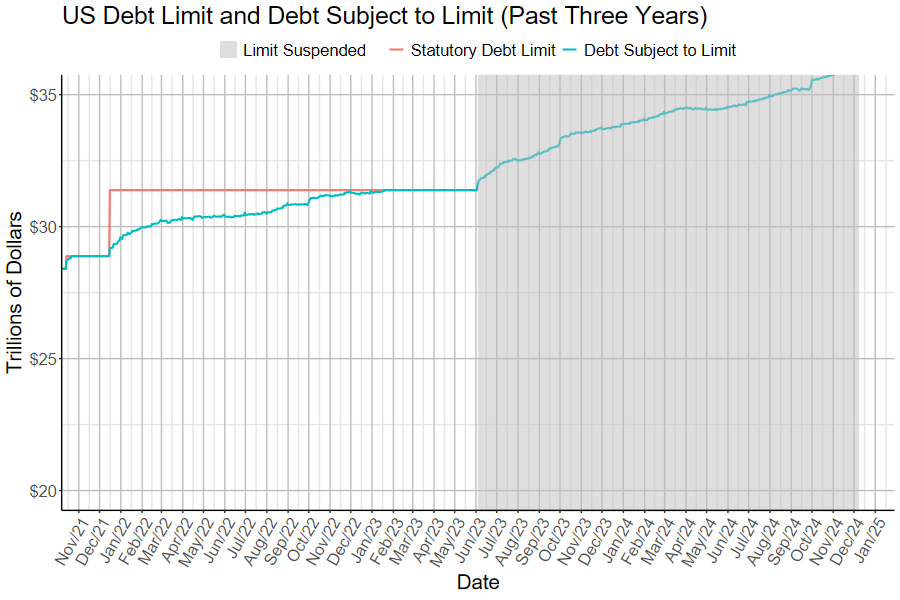 US Debt Limit and Debt Subject to Limit (Past Three Years)
Limit Suspended Statutory Debt Limit Debt Subject to Limit
Trillions of Dollars
$35
$30
$25
$20
Nov/21 Dec/21 Jan/22 Feb/22 Mar/22 Apr/22 May/22 Jun/22 Jul/22 Aug/22 Sep/22 Oct/22 Nov/22 Dec/22 Jan/23 Feb/23 Mar/23 Apr/23 May/23 Jun/23 Jul/23 Aug/23 Sep/23 Oct/23 Nov/23 Dec/23 Jan/24 Feb/24 Mar/24 Apr/24 May/24 Jun/24 Jul/24 Aug/24 Sep/24 Oct/24 Nov/24 Dec/24 Jan/25
Date